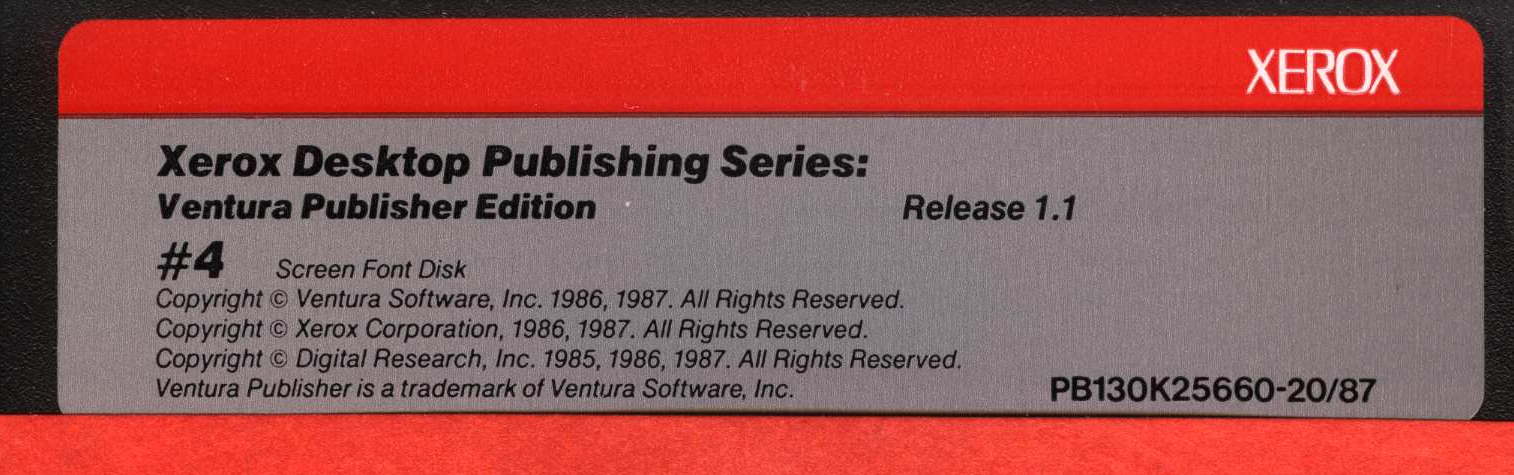 XEROX
Xerox Desktop Publishing Series:
Ventura Publisher Edition Release 1.1
#4 Screen Font Disk
Copyright © Ventura Software, Inc. 1986, 1987. All Rights Reserved.
Copyright © Xerox Corporation, 1986, 1987. All Rights Reserved.
Copyright © Digital Research, Inc. 1985, 1986, 1987. All Rights Reserved.
Ventura Publisher is a trademark of Ventura Software, Inc. PB130K25660-20/87